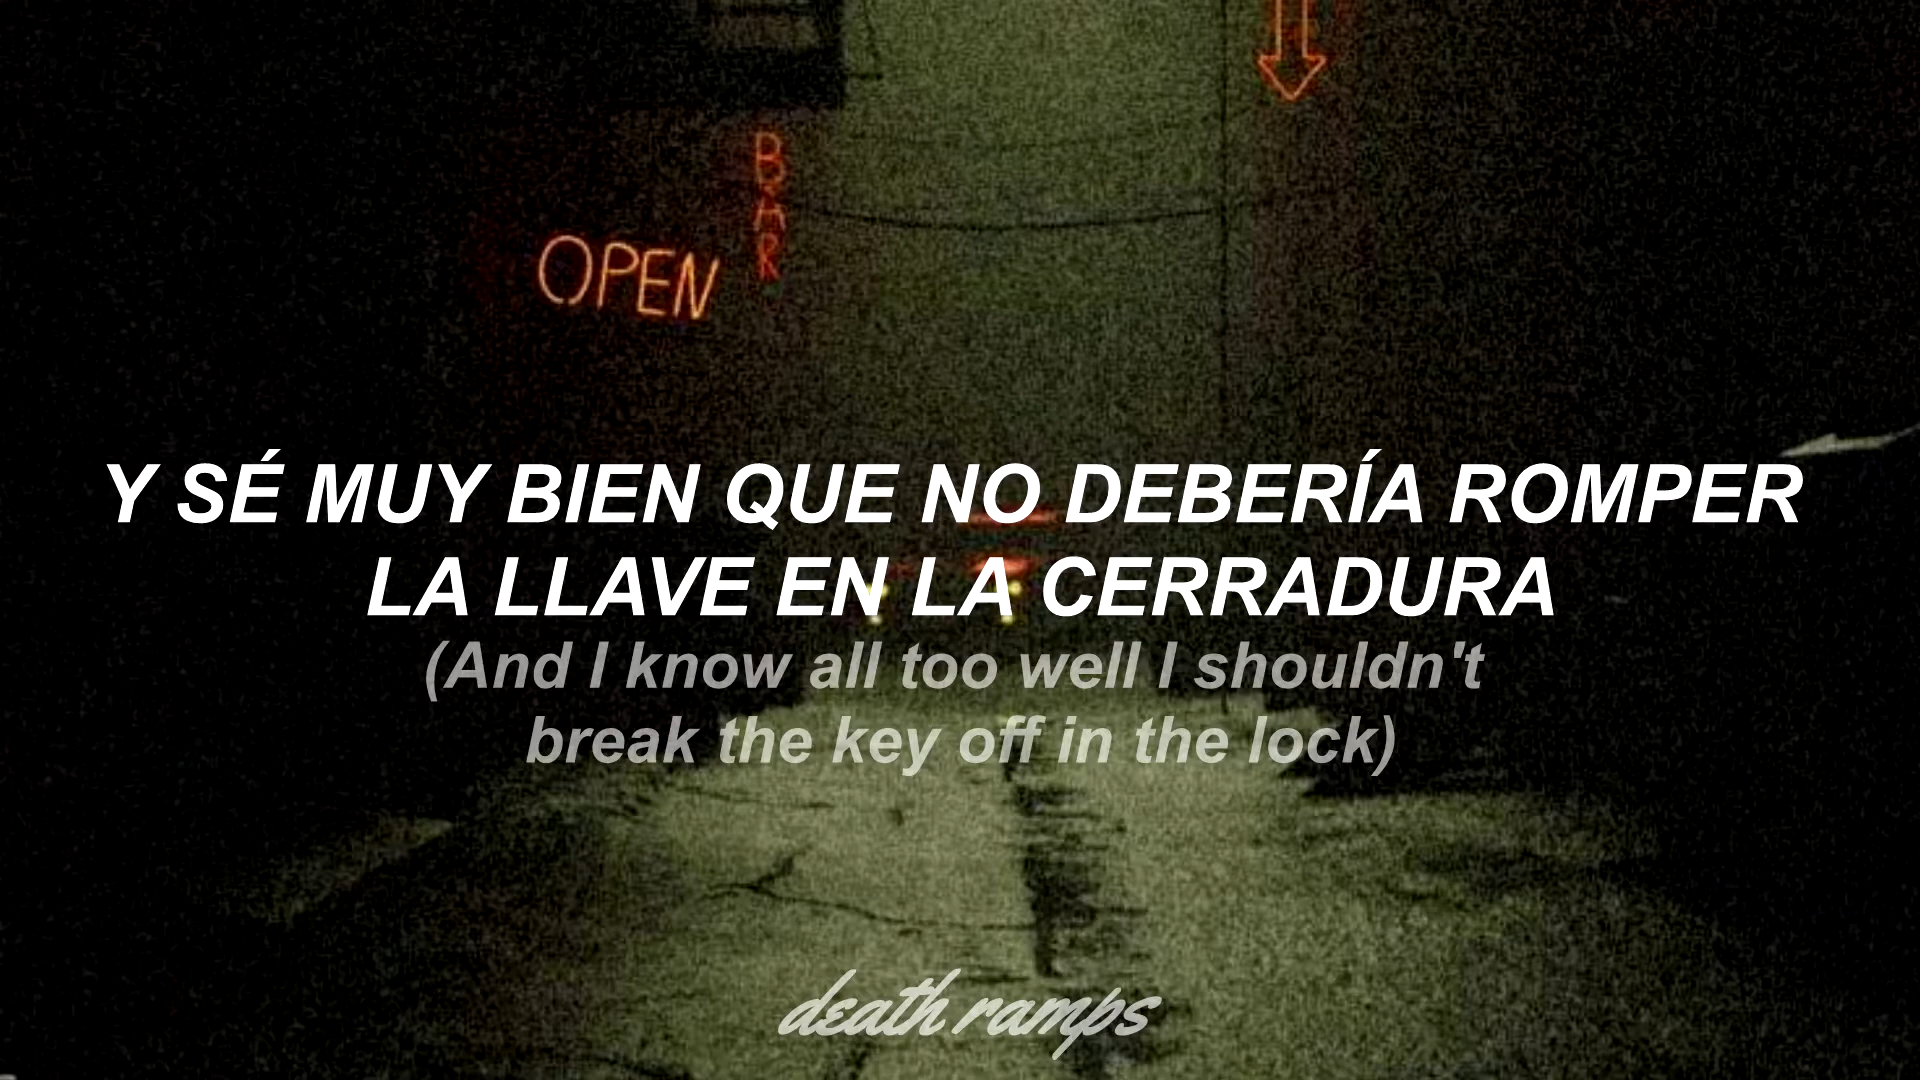 BAR
OPEN
Y SÉ MUY BIEN QUE NO DEBERÍA ROMPER
LA LLAVE EN LA CERRADURA
(And I know all too well I shouldn't
break the key off in the lock)
death ramps